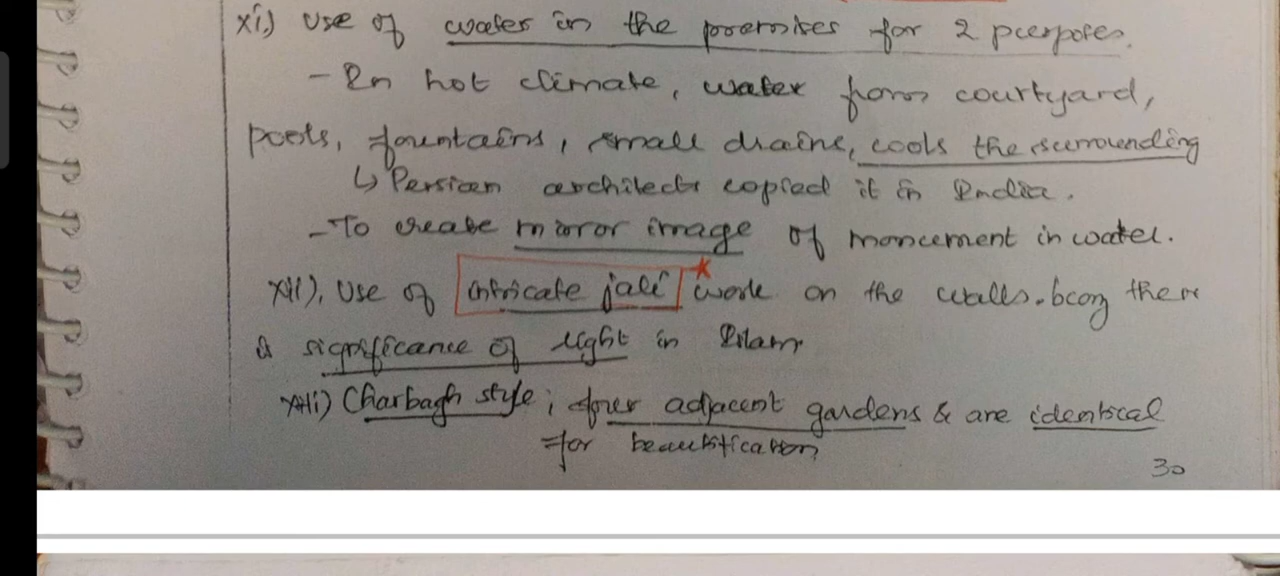 xi) Use of water in the premises for 2 purposes.
- In hot climate, water from courtyard,
pools, fountains, small drains, cools the surrounding
↳ Persian architects copied it in India.
- To create mirror image of monument in water.
xii), Use of intricate jali * work on the walls. bcoz there
is significance of light in Islam
xiii) Charbagh style; four adjacent gardens & are identical
for beautification
30